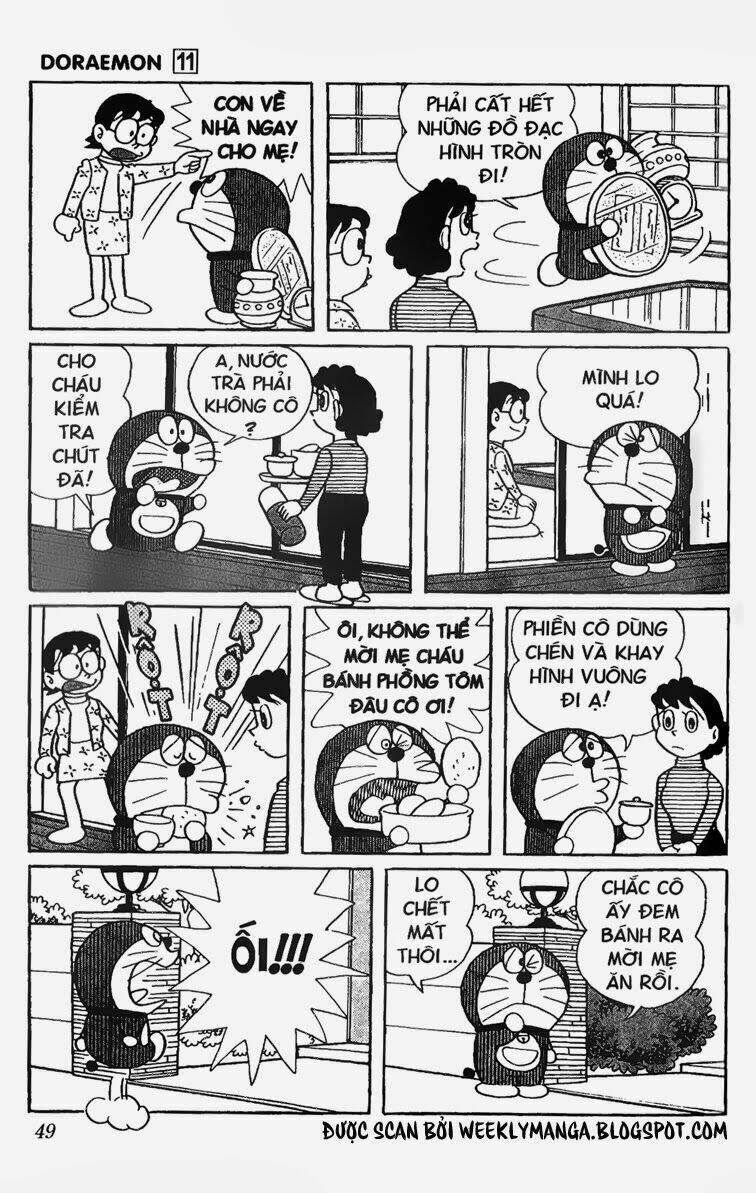 DORAEMON 11
PHẢI CẤT HẾT
NHỮNG ĐỒ ĐẠC
HÌNH TRÒN
ĐI!
CON VỀ
NHÀ NGAY
CHO MẸ!
MÌNH LO
QUÁ!
A, NƯỚC
TRÀ PHẢI
KHÔNG CÔ
?
CHO
CHÁU
KIỂM
TRA
CHÚT
ĐÃ!
PHIỀN CÔ DÙNG
CHÉN VÀ KHAY
HÌNH VUÔNG
ĐI Ạ!
ÔI, KHÔNG THỂ
MỜI MẸ CHÁU
BÁNH PHỒNG TÔM
ĐÂU CÔ ƠI!
RỘT
RỘT
CHẮC CÔ
ẤY ĐEM
BÁNH RA
MỜI MẸ
ĂN RỒI.
LO
CHẾT
MẤT
THÔI...
ỐI!!!
49
ĐƯỢC SCAN BỞI WEEKLYMANGA.BLOGSPOT.COM